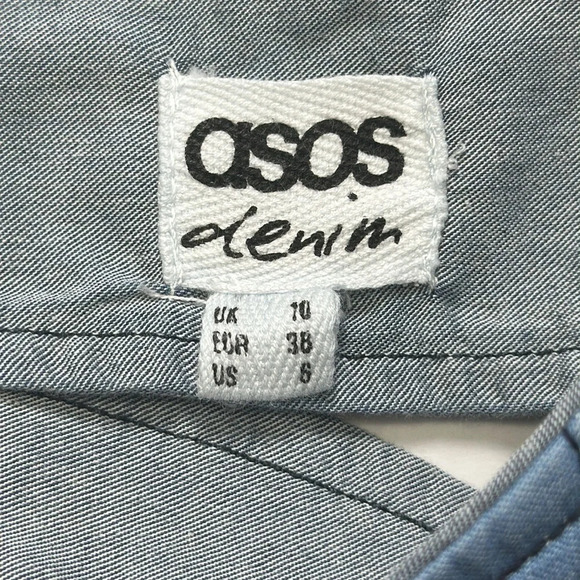 asos
denim
UK 10
EUR 38
US 6